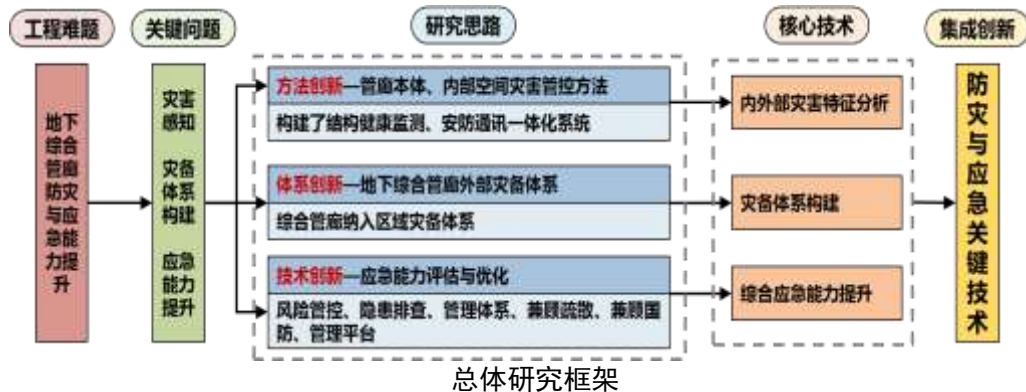 工程难题
关键问题
研究思路
核心技术
集成创新
地下
综合
管廊
防灾
与应
急能
力提
升
灾害
感知
灾备
体系
构建
应急
能力
提升
方法创新—管廊本体、内部空间灾害管控方法
构建了结构健康监测、安防通讯一体化系统
体系创新—地下综合管廊外部灾备体系
综合管廊纳入区域灾备体系
技术创新—应急能力评估与优化
风险管控、隐患排查、管理体系、兼顾疏散、兼顾国
防、管理平台
内外部灾害特征分析
灾备体系构建
综合应急能力提升
防灾与应急关键技术
总体研究框架